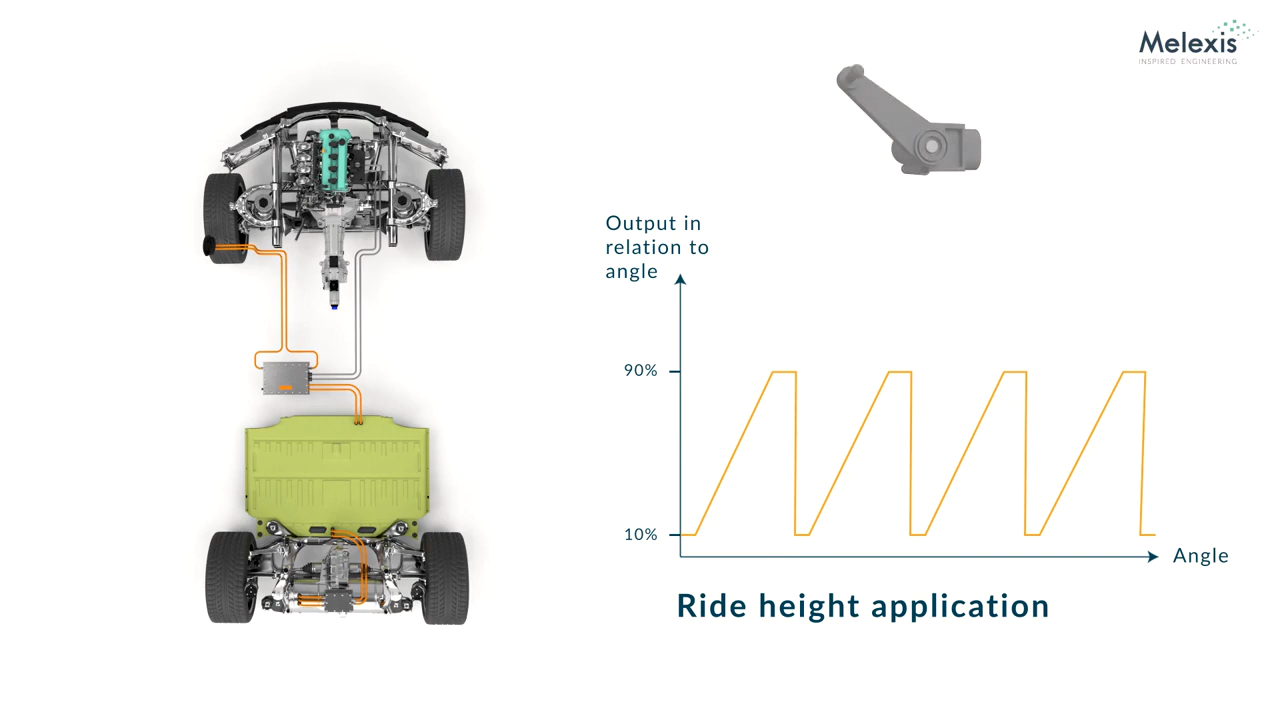 Melexis
INSPIRED ENGINEERING
Output in
relation to
angle
90%
10%
Angle
Ride height application